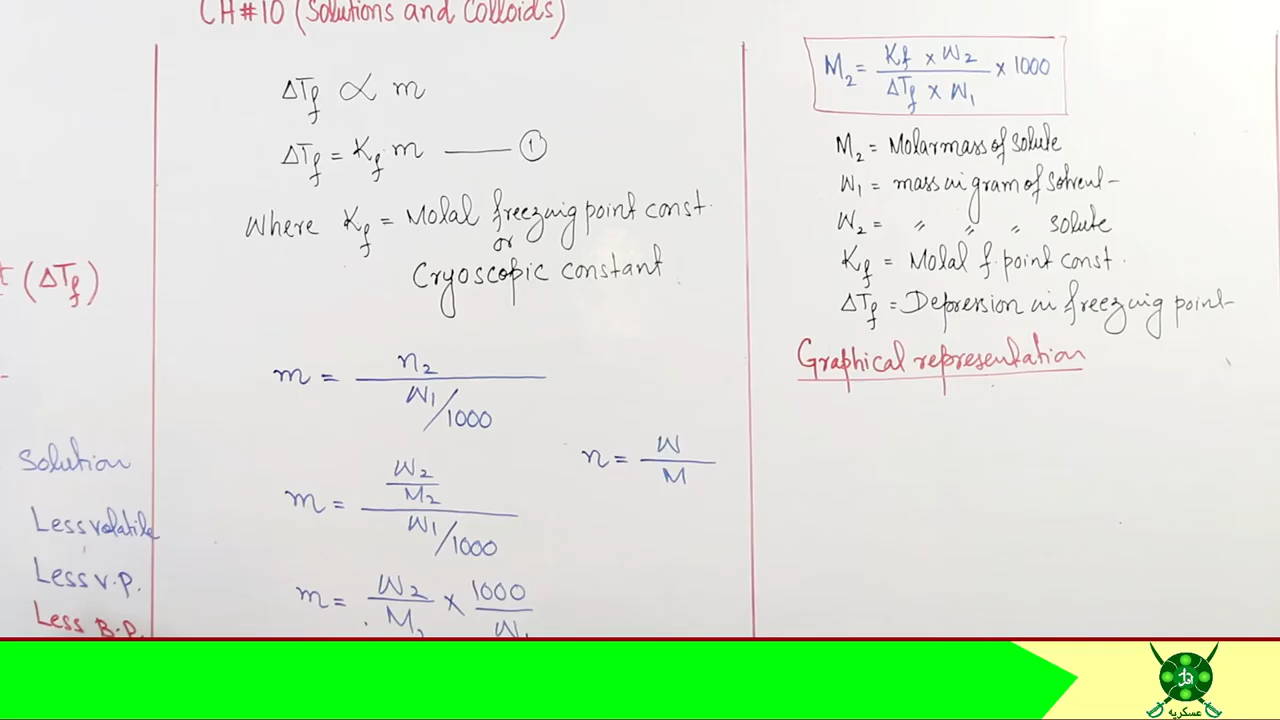 CH#10 (Solutions and Colloids)
(ΔTf)
Solution
Less volatile
Less v.p.
Less B.P.
ΔTf ∝ m
ΔTf = Kf m —— ①
Where Kf = Molal freezing point const.
or
Cryoscopic constant
m = n2 / W1/1000
m = W2/M2 / W1/1000
n = W/M
m = W2/M2 × 1000/W1
M2 = Kf × W2 / ΔTf × W1 × 1000
M2 = Molar mass of solute
W1 = mass in gram of solvent
W2 = 〃 〃 〃 solute
Kf = Molal f. point const.
ΔTf = Depression in freezing point
Graphical representation
عسکریہ